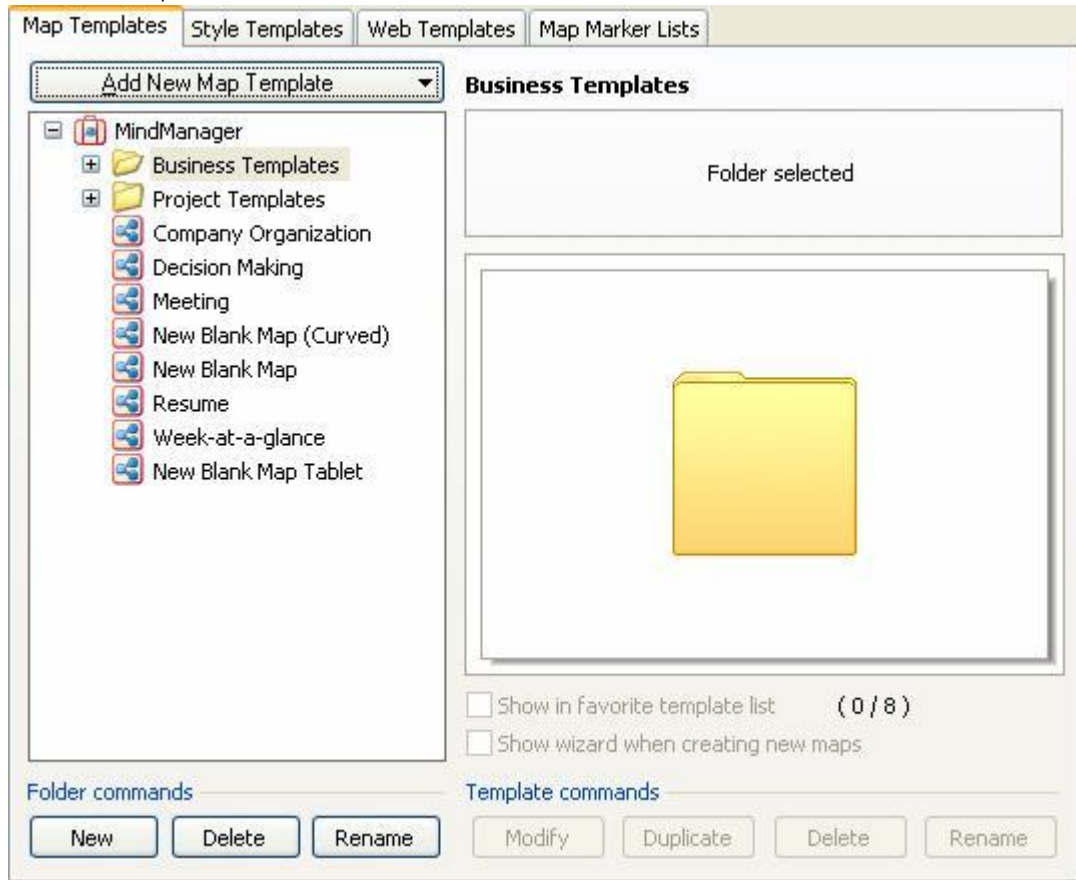 Map Templates
Style Templates
Web Templates
Map Marker Lists
Add New Map Template
Business Templates
MindManager
Business Templates
Project Templates
Company Organization
Decision Making
Meeting
New Blank Map (Curved)
New Blank Map
Resume
Week-at-a-glance
New Blank Map Tablet
Folder selected
Show in favorite template list (0/8)
Show wizard when creating new maps
Folder commands
New Delete Rename
Template commands
Modify Duplicate Delete Rename